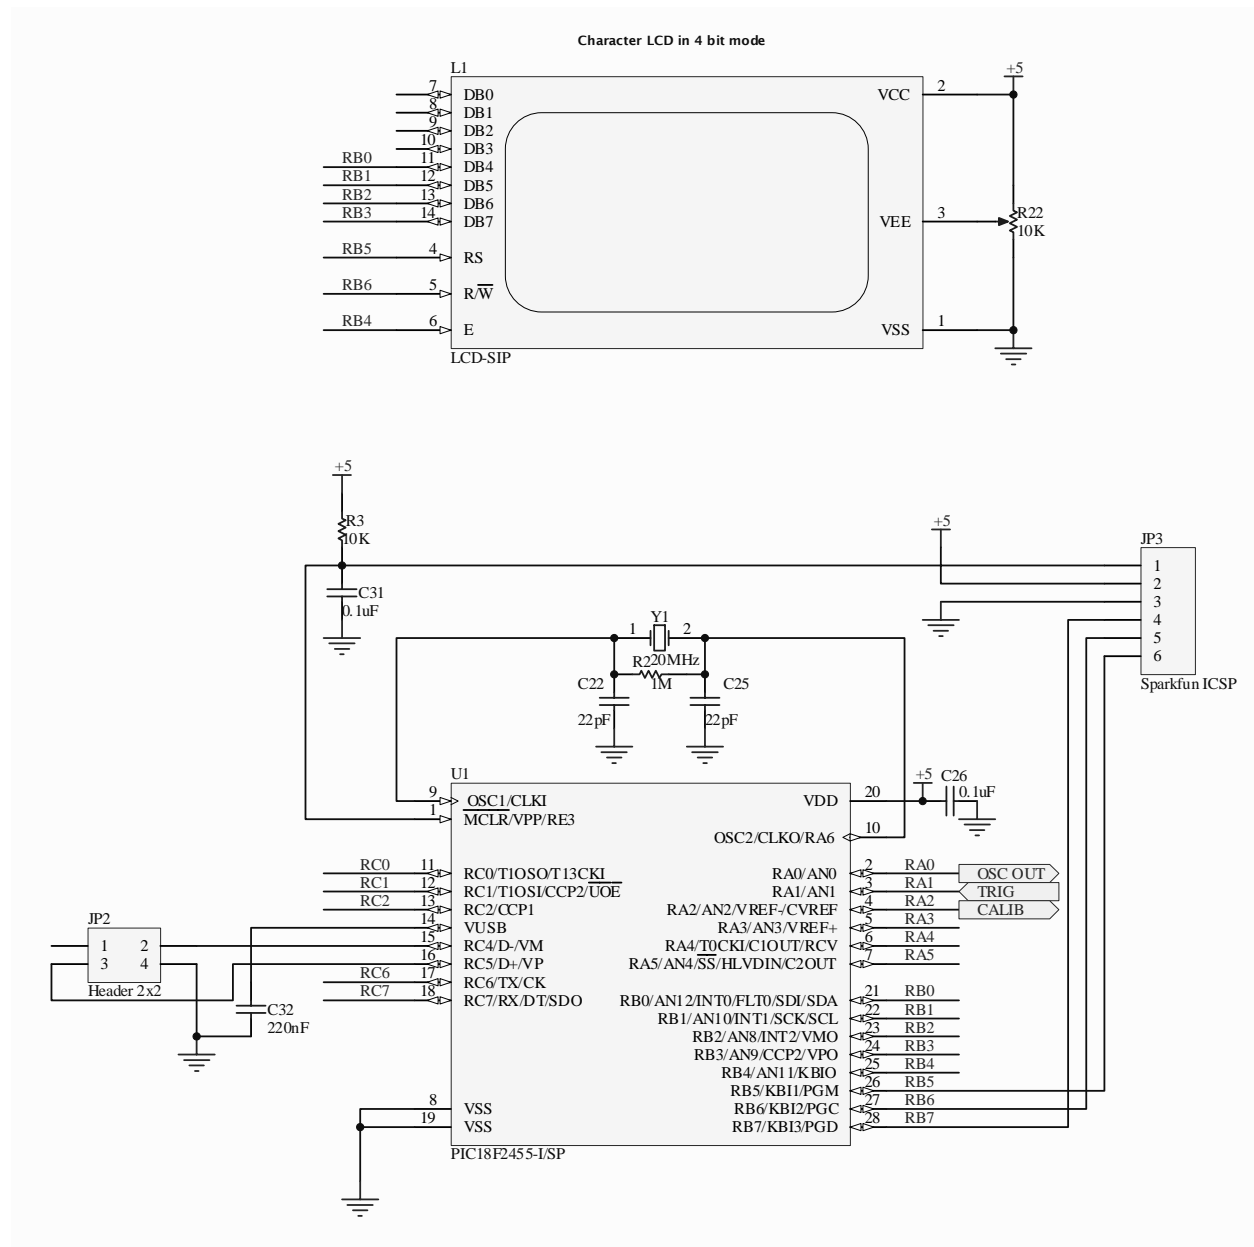 Character LCD in 4 bit mode
L1
+5
7 DB0 VCC 2
8 DB1
9 DB2
10 DB3
RB0 11 DB4
RB1 12 DB5
RB2 13 DB6
RB3 14 DB7 VEE 3 R22
10K
RB5 4 RS
RB6 5 R/W
RB4 6 E VSS 1
LCD-SIP
+5
R3
10K
+5
JP3
1
2
3
4
5
6
Sparkfun ICSP
C31
0.1uF
Y1
1 2
R2 20MHz
1M
C22 C25
22pF 22pF
U1
+5 C26
0.1uF
9 OSC1/CLKI VDD 20
1 MCLR/VPP/RE3
OSC2/CLKO/RA6 10
RC0 11 RC0/T1OSO/T13CKI RA0/AN0 2 RA0 OSC OUT
RC1 12 RC1/T1OSI/CCP2/UOE RA1/AN1 3 RA1 TRIG
RC2 13 RC2/CCP1 RA2/AN2/VREF-/CVREF 4 RA2 CALIB
JP2
14 VUSB RA3/AN3/VREF+ 5 RA3
1 2 15 RC4/D-/VM RA4/T0CKI/C1OUT/RCV 6 RA4
3 4 16 RC5/D+/VP RA5/AN4/SS/HLVDIN/C2OUT 7 RA5
Header 2x2
RC6 17 RC6/TX/CK
RC7 18 RC7/RX/DT/SDO RB0/AN12/INT0/FLT0/SDI/SDA 21 RB0
C32
220nF
RB1/AN10/INT1/SCK/SCL 22 RB1
RB2/AN8/INT2/VMO 23 RB2
RB3/AN9/CCP2/VPO 24 RB3
RB4/AN11/KBIO 25 RB4
RB5/KBI1/PGM 26 RB5
8 VSS RB6/KBI2/PGC 27 RB6
19 VSS RB7/KBI3/PGD 28 RB7
PIC18F2455-I/SP